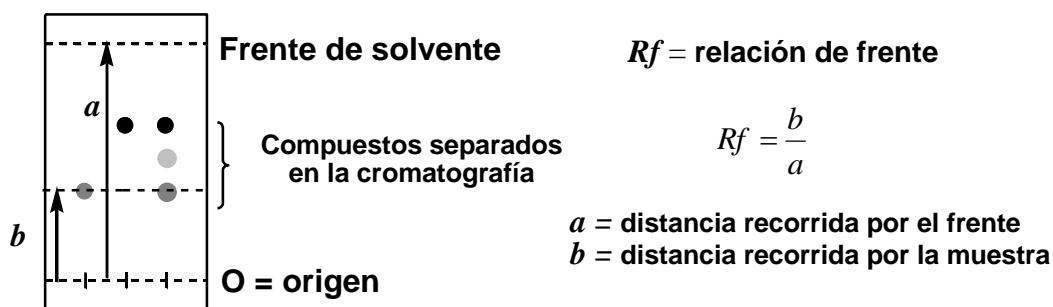 Frente de solvente
a
Compuestos separados
en la cromatografía
b
O = origen
Rf = relación de frente
Rf = b
a
a = distancia recorrida por el frente
b = distancia recorrida por la muestra